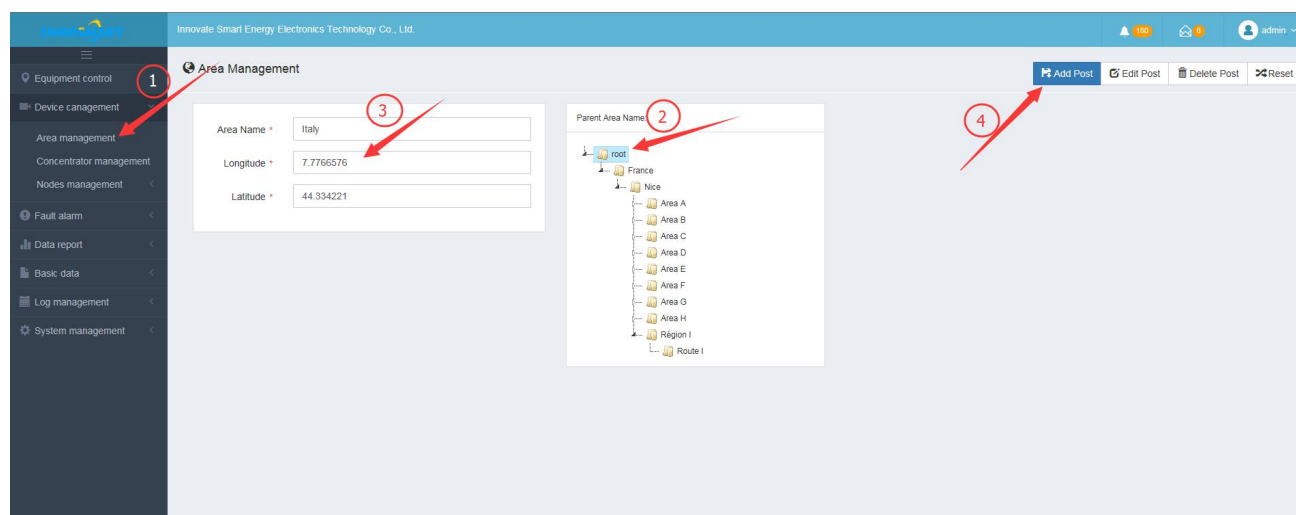 Innovate Smart Energy Electronics Technology Co., Ltd.
160
0
admin
Equipment control
1
Device canagement
Area management
Concentrator management
Nodes management
Fault alarm
Data report
Basic data
Log management
System management
Area Management
Add Post
Edit Post
Delete Post
Reset
3
Area Name * Italy
Longitude * 7.7766576
Latitude * 44.334221
Parent Area Name:
2
root
France
Nice
Area A
Area B
Area C
Area D
Area E
Area F
Area G
Area H
Région I
Route I
4